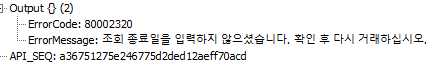 Output {} (2)
ErrorCode: 80002320
ErrorMessage: 조회 종료일을 입력하지 않으셨습니다. 확인 후 다시 거래하십시오.
API_SEQ: a36751275e246775d2ded12aeff70acd